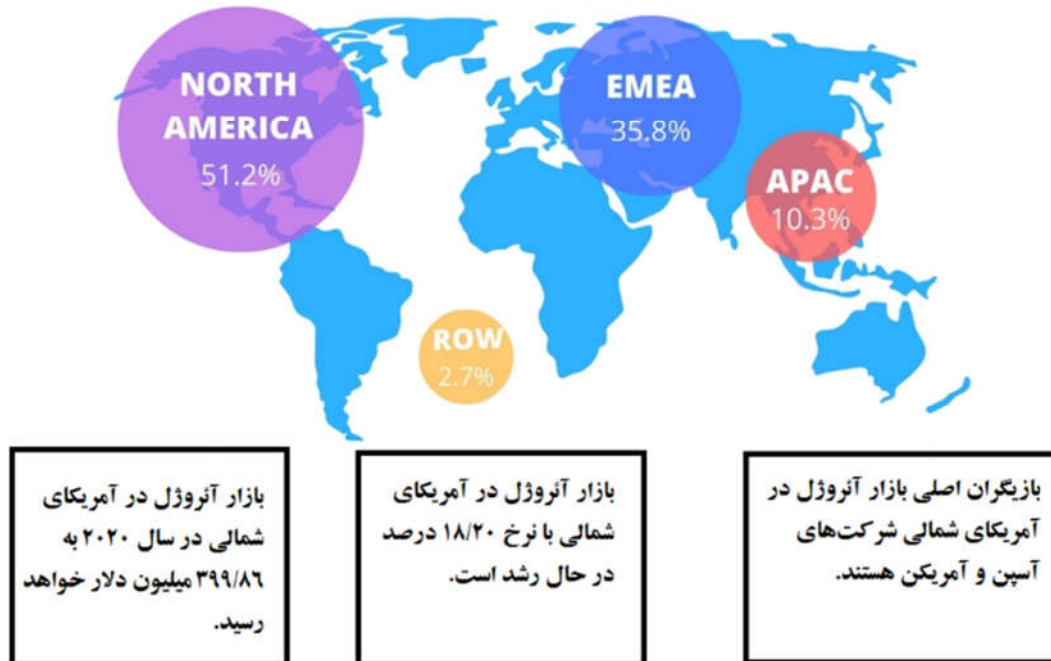 NORTH
AMERICA
51.2%
EMEA
35.8%
APAC
10.3%
ROW
2.7%
بازیگران اصلی بازار آئروژل در
آمریکای شمالی شرکت‌های
آسپن و آمریکن هستند.
بازار آئروژل در آمریکای
شمالی با نرخ ۱۸/۲۰ درصد
در حال رشد است.
بازار آئروژل در آمریکای
شمالی در سال ۲۰۲۰ به
۳۹۹/۸۶ میلیون دلار خواهد
رسید.